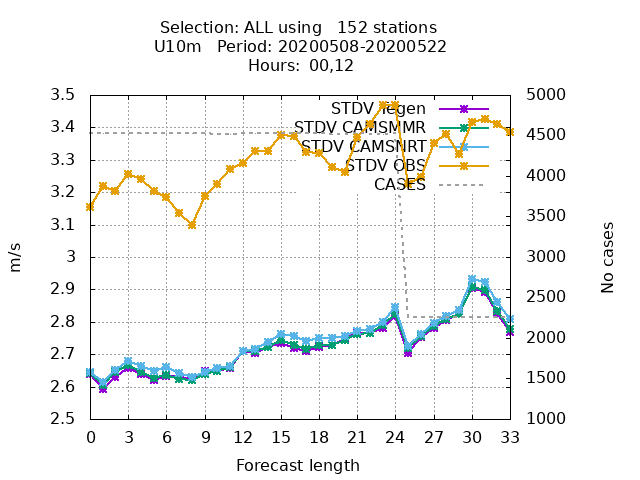 Selection: ALL using   152 stations
U10m   Period: 20200508-20200522
Hours:  00,12
3.5
3.4
3.3
3.2
3.1
3
2.9
2.8
2.7
2.6
2.5
m/s
5000
4500
4000
3500
3000
2500
2000
1500
1000
No cases
STDV Tegen
STDV CAMSMMR
STDV CAMSNRT
STDV OBS
CASES
0 3 6 9 12 15 18 21 24 27 30 33
Forecast length